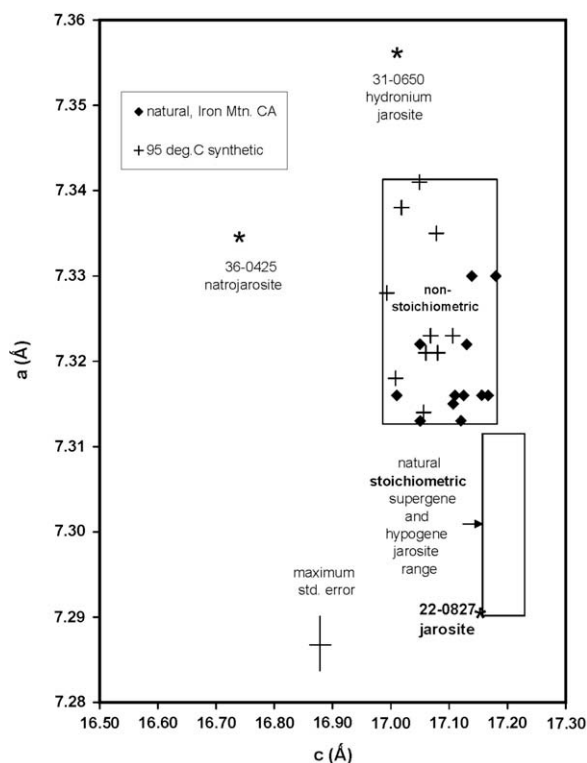 7.36
7.35
7.34
7.33
7.32
7.31
7.30
7.29
7.28
a (Å)
*
31-0650
hydronium
jarosite
♦ natural, Iron Mtn. CA
+ 95 deg.C synthetic
*
36-0425
natrojarosite
non-
stoichiometric
natural
stoichiometric
supergene
and
hypogene
jarosite
range
maximum
std. error
22-0827*
jarosite
16.50 16.60 16.70 16.80 16.90 17.00 17.10 17.20 17.30
c (Å)